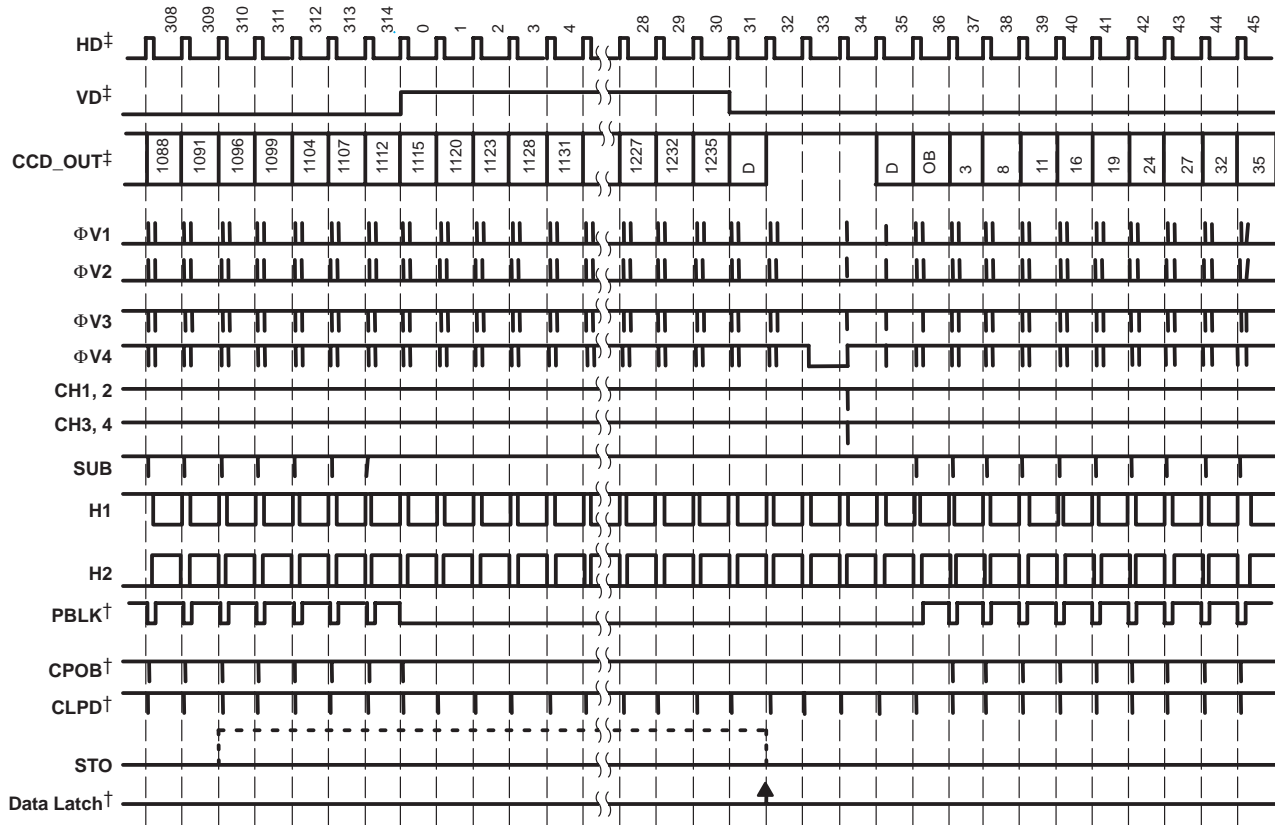 308 309 310 311 312 313 314 0 1 2 3 4 28 29 30 31 32 33 34 35 36 37 38 39 40 41 42 43 44 45
HD‡
VD‡
CCD_OUT‡ 1088 1091 1096 1099 1104 1107 1112 1115 1120 1123 1128 1131 1227 1232 1235 D D OB 3 8 11 16 19 24 27 32 35
ΦV1
ΦV2
ΦV3
ΦV4
CH1, 2
CH3, 4
SUB
H1
H2
PBLK†
CPOB†
CLPD†
STO
Data Latch†